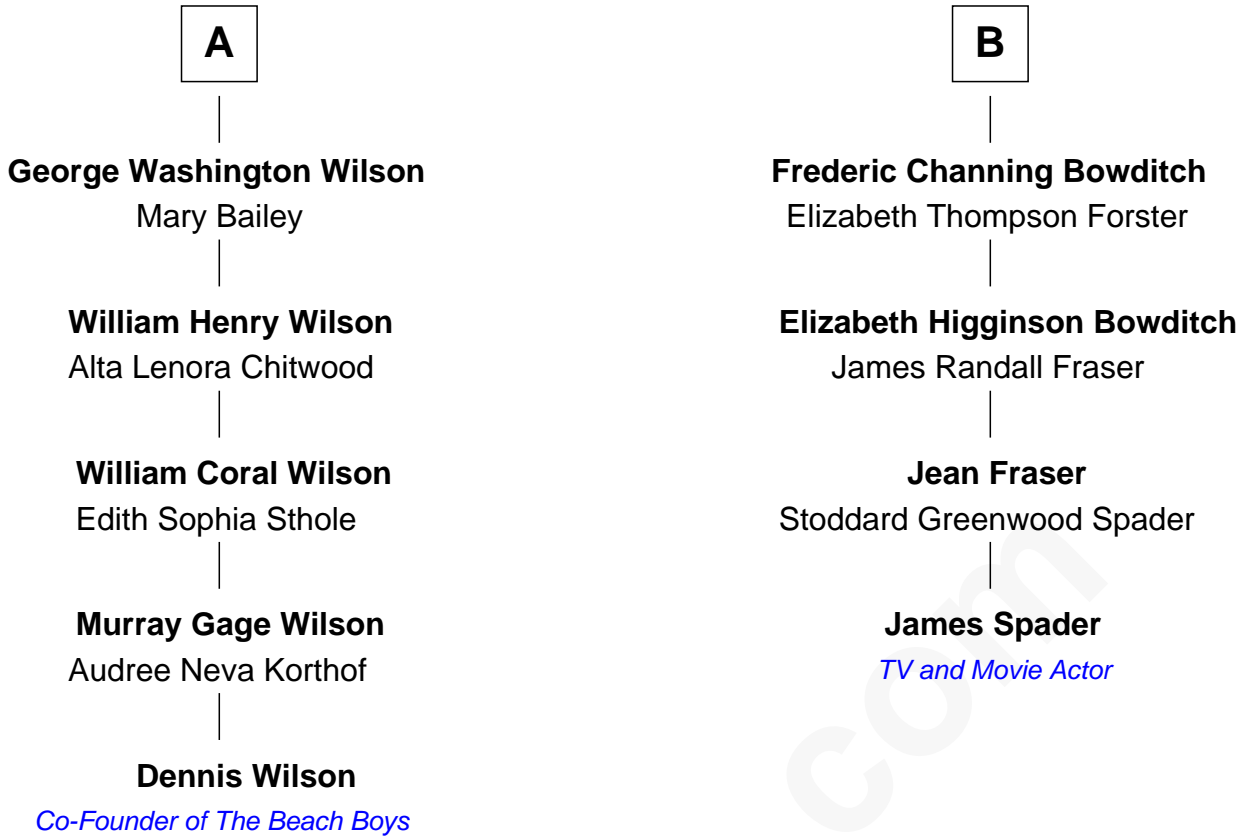 A
George Washington Wilson
Mary Bailey
William Henry Wilson
Alta Lenora Chitwood
William Coral Wilson
Edith Sophia Sthole
Murray Gage Wilson
Audree Neva Korthof
Dennis Wilson
Co-Founder of The Beach Boys
B
Frederic Channing Bowditch
Elizabeth Thompson Forster
Elizabeth Higginson Bowditch
James Randall Fraser
Jean Fraser
Stoddard Greenwood Spader
James Spader
TV and Movie Actor
com